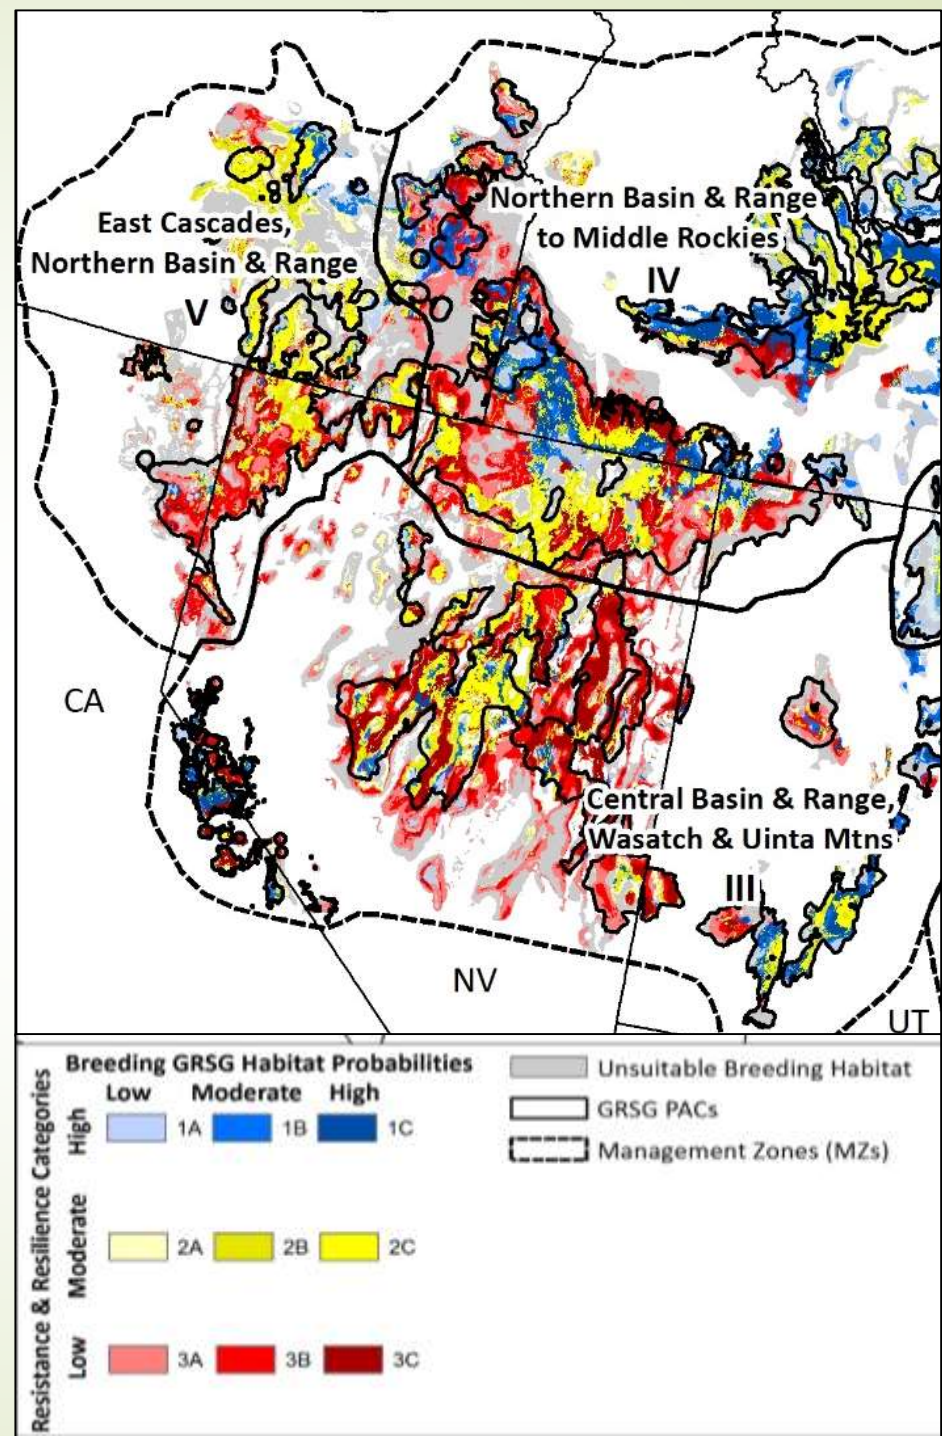 East Cascades,
Northern Basin & Range
V
Northern Basin & Range
to Middle Rockies
IV
CA
Central Basin & Range,
Wasatch & Uinta Mtns
III
NV
UT
Resistance & Resilience Categories
Breeding GRSG Habitat Probabilities
Low Moderate High
High
1A 1B 1C
Moderate
2A 2B 2C
Low
3A 3B 3C
Unsuitable Breeding Habitat
GRSG PACs
Management Zones (MZs)